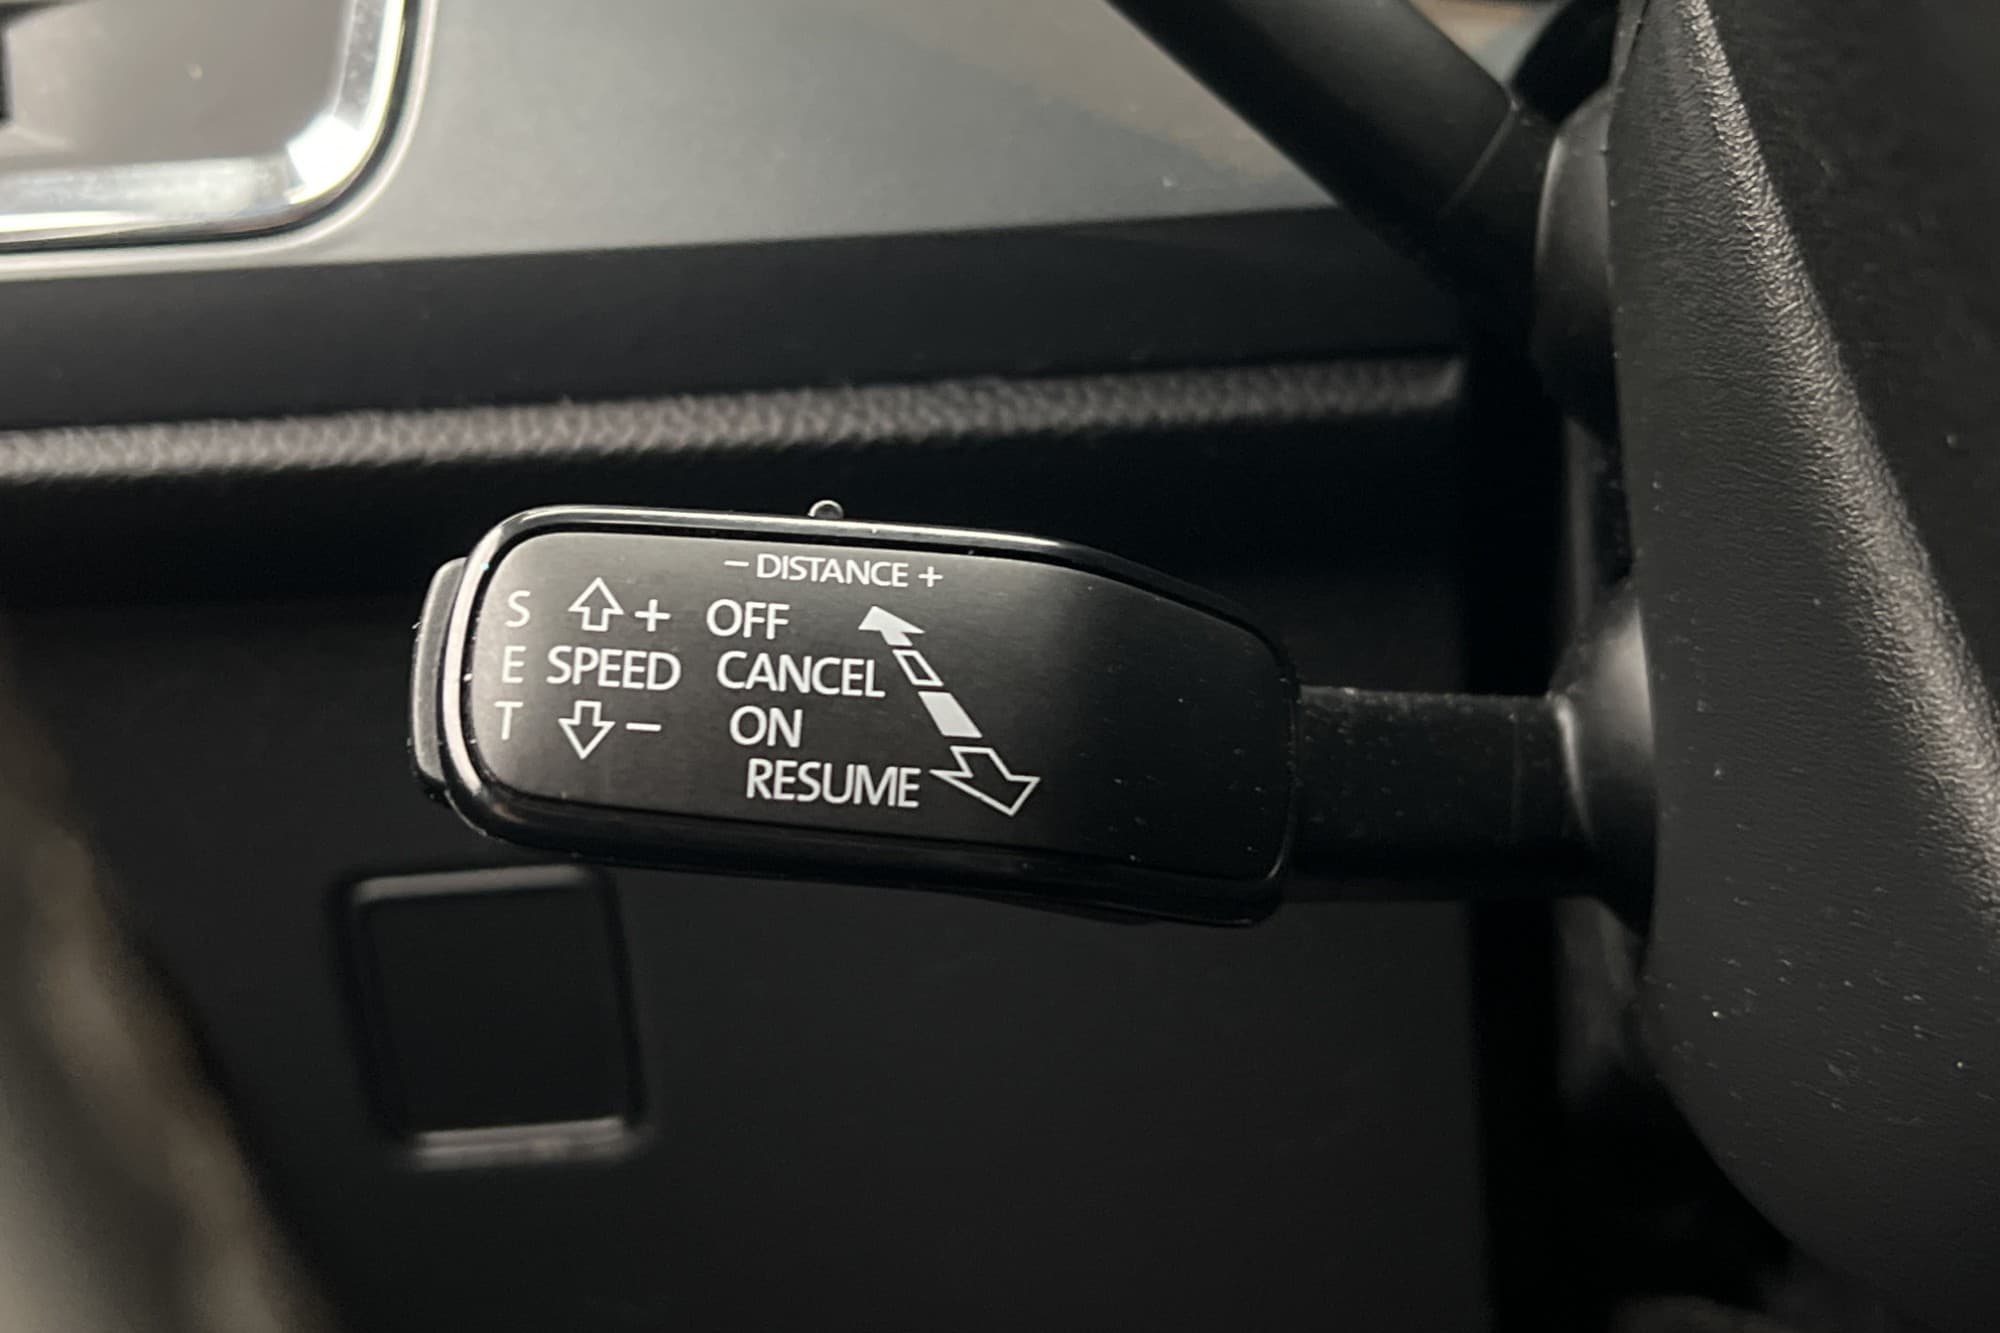 − DISTANCE +
S + OFF
E SPEED CANCEL
T − ON
RESUME